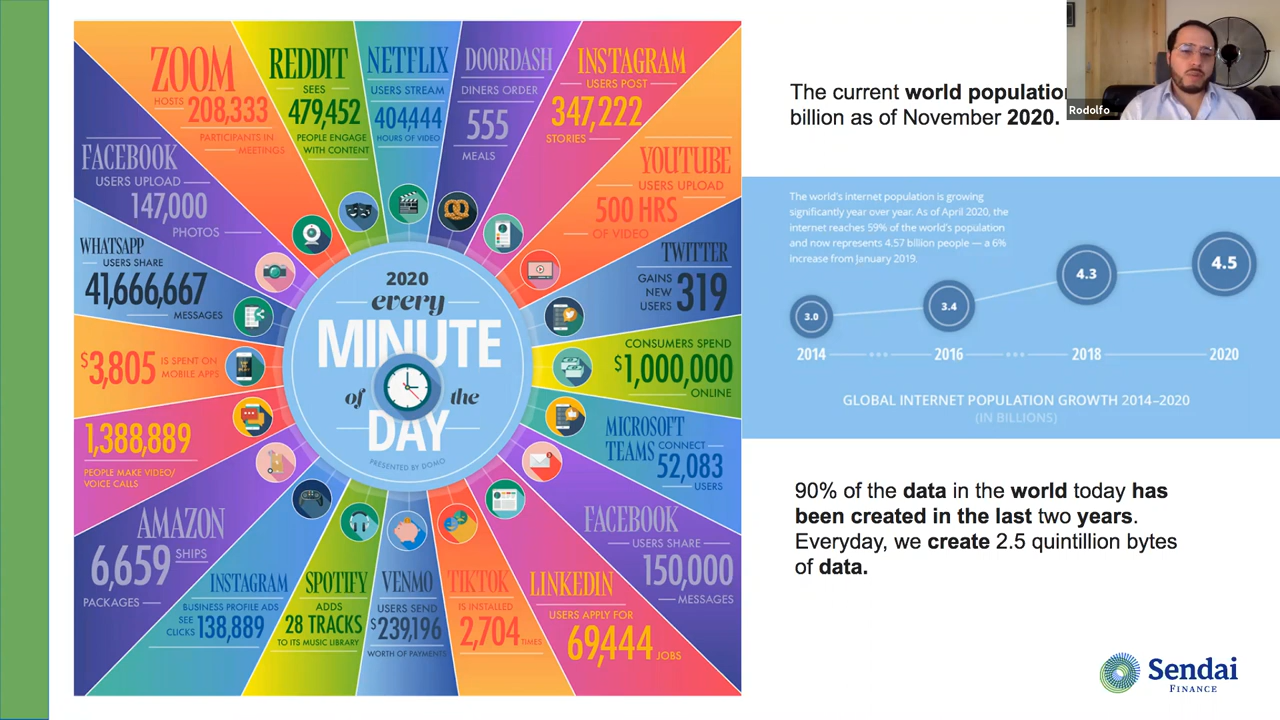 ZOOM
HOSTS 208,333
PARTICIPANTS IN
MEETINGS
REDDIT
SEES
479,452
PEOPLE ENGAGE
WITH CONTENT
NETFLIX
USERS STREAM
404,444
HOURS OF VIDEO
DOORDASH
DINERS ORDER
555
MEALS
INSTAGRAM
USERS POST
347,222
STORIES
YOUTUBE
USERS UPLOAD
500 HRS
OF VIDEO
TWITTER
GAINS
NEW
USERS 319
CONSUMERS SPEND
$1,000,000
ONLINE
MICROSOFT
TEAMS CONNECT
52,083
USERS
FACEBOOK
USERS SHARE
150,000
MESSAGES
LINKEDIN
USERS APPLY FOR
69,444 JOBS
TIKTOK
IS INSTALLED
2,704 TIMES
VENMO
USERS SEND
$239,196
WORTH OF PAYMENTS
SPOTIFY
ADDS
28 TRACKS
TO ITS MUSIC LIBRARY
INSTAGRAM
BUSINESS PROFILE ADS
SEE
CLICKS 138,889
AMAZON
6,659 SHIPS
PACKAGES
1,388,889
PEOPLE MAKE VIDEO/
VOICE CALLS
$3,805 IS SPENT ON
MOBILE APPS
WHATSAPP
USERS SHARE
41,666,667
MESSAGES
FACEBOOK
USERS UPLOAD
147,000
PHOTOS
2020
every
MINUTE
of the
DAY
PRESENTED BY DOMO
The current world population
billion as of November 2020.
Rodolfo
The world's internet population is growing
significantly year over year. As of April 2020, the
internet reaches 59% of the world's population
and now represents 4.57 billion people — a 6%
increase from January 2019.
3.0
3.4
4.3
4.5
2014 2016 2018 2020
GLOBAL INTERNET POPULATION GROWTH 2014–2020
(IN BILLIONS)
90% of the data in the world today has
been created in the last two years.
Everyday, we create 2.5 quintillion bytes
of data.
Sendai
FINANCE